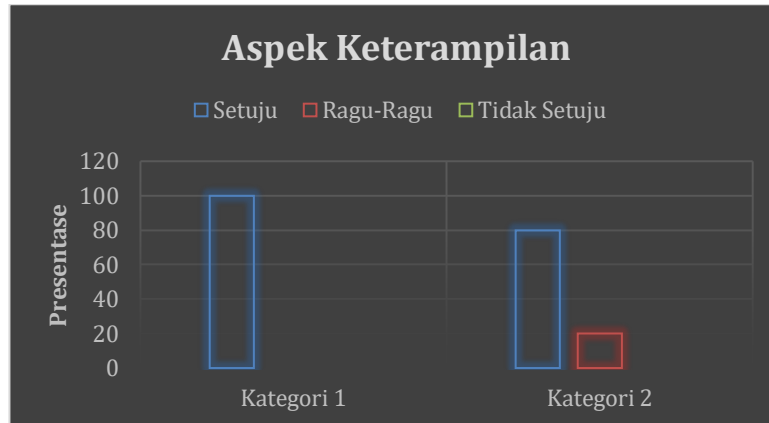 Aspek Keterampilan
Setuju Ragu-Ragu Tidak Setuju
Presentase
120
100
80
60
40
20
0
Kategori 1 Kategori 2